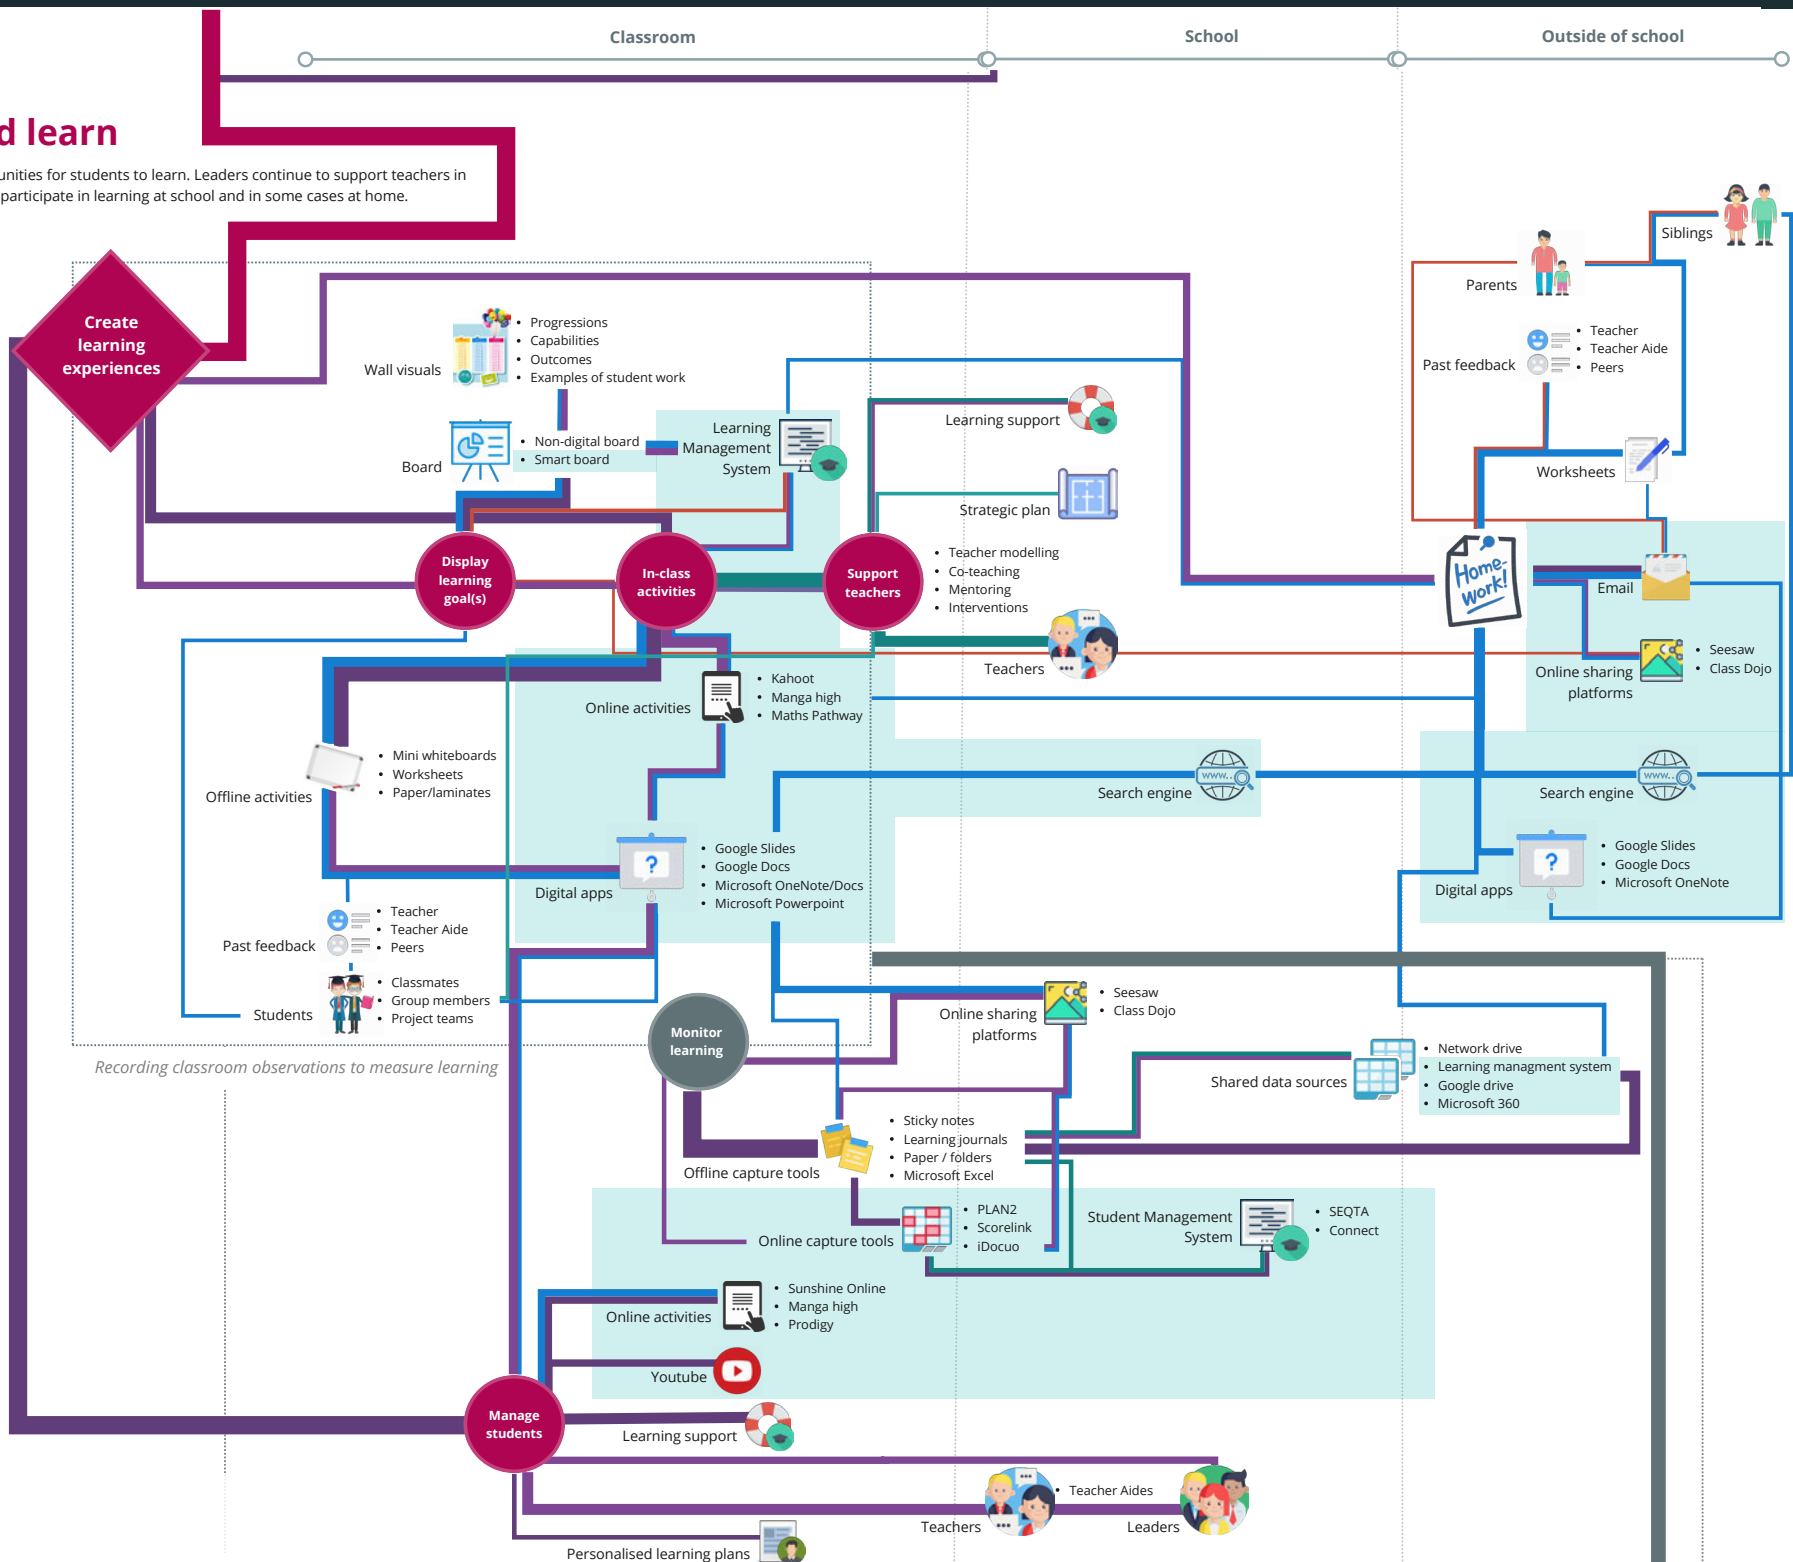 Classroom
School
Outside of school
d learn
unities for students to learn. Leaders continue to support teachers in
participate in learning at school and in some cases at home.
Create
learning
experiences
Wall visuals
• Progressions
• Capabilities
• Outcomes
• Examples of student work
Board
• Non-digital board
• Smart board
Learning
Management
System
Learning support
Strategic plan
Siblings
Parents
Past feedback
• Teacher
• Teacher Aide
• Peers
Worksheets
Display
learning
goal(s)
In-class
activities
Support
teachers
• Teacher modelling
• Co-teaching
• Mentoring
• Interventions
Teachers
Home-
work!
Email
Online sharing
platforms
• Seesaw
• Class Dojo
Online activities
• Kahoot
• Manga high
• Maths Pathway
Offline activities
• Mini whiteboards
• Worksheets
• Paper/laminates
Search engine
www..
Search engine
www..
Digital apps
?
• Google Slides
• Google Docs
• Microsoft OneNote/Docs
• Microsoft Powerpoint
Digital apps
?
• Google Slides
• Google Docs
• Microsoft OneNote
Past feedback
• Teacher
• Teacher Aide
• Peers
Students
• Classmates
• Group members
• Project teams
Recording classroom observations to measure learning
Monitor
learning
Online sharing
platforms
• Seesaw
• Class Dojo
Shared data sources
• Network drive
• Learning managment system
• Google drive
• Microsoft 360
Offline capture tools
• Sticky notes
• Learning journals
• Paper / folders
• Microsoft Excel
Online capture tools
• PLAN2
• Scorelink
• iDocuo
Student Management
System
• SEQTA
• Connect
Online activities
• Sunshine Online
• Manga high
• Prodigy
Youtube
Manage
students
Learning support
Teachers
• Teacher Aides
Leaders
Personalised learning plans